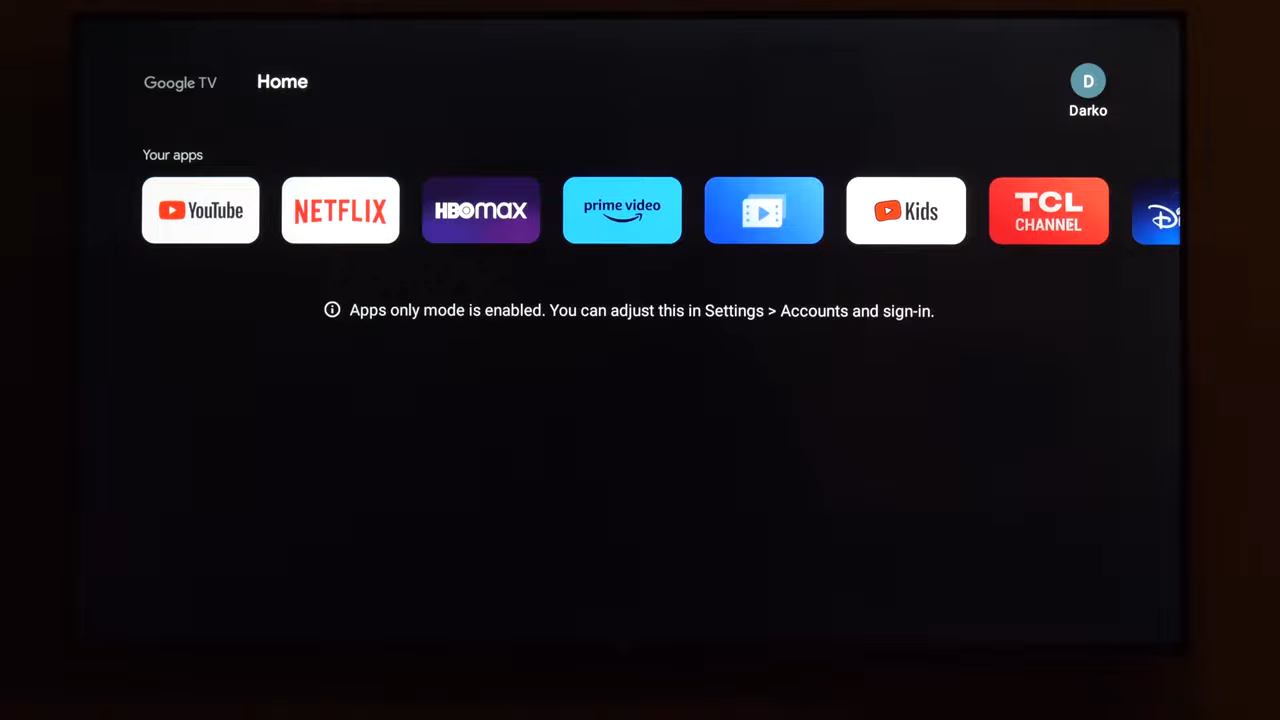 Google TV Home
D
Darko
Your apps
YouTube NETFLIX HBOMAX prime video Kids TCL CHANNEL
Apps only mode is enabled. You can adjust this in Settings > Accounts and sign-in.